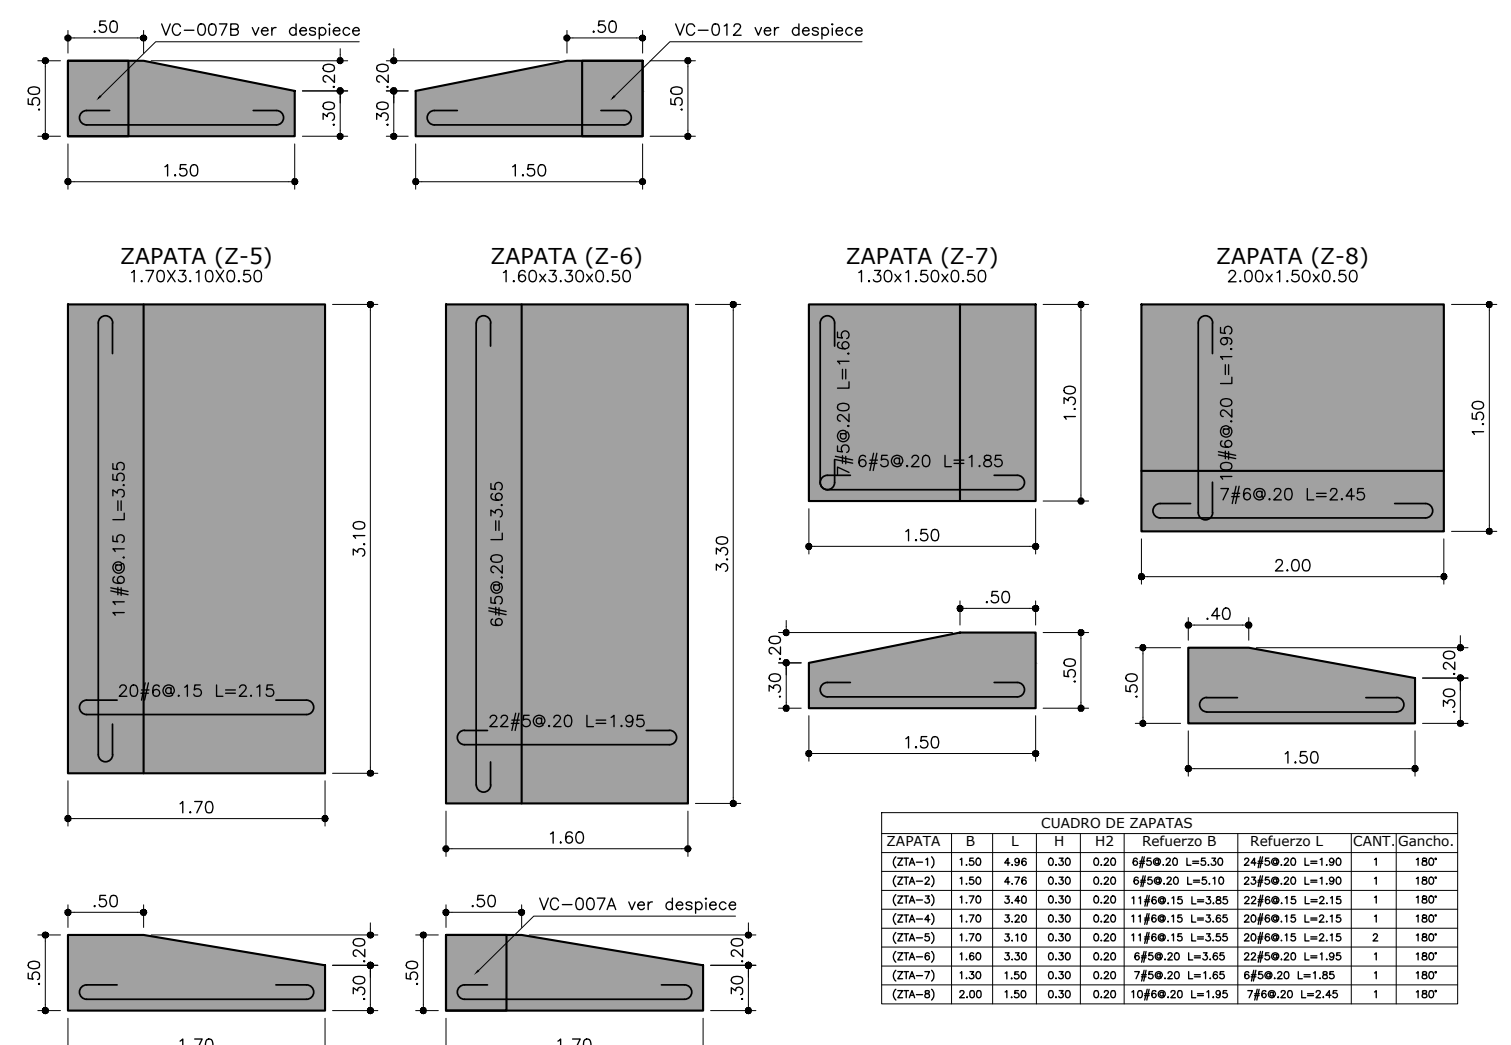 .50
VC-007B ver despiece
.50
.20
.30
1.50
.50
VC-012 ver despiece
.20
.30
.50
1.50
ZAPATA (Z-5)
1.70X3.10X0.50
11#6@.15 L=3.55
20#6@.15 L=2.15
3.10
1.70
ZAPATA (Z-6)
1.60x3.30x0.50
6#5@.20 L=3.65
22#5@.20 L=1.95
3.30
1.60
ZAPATA (Z-7)
1.30x1.50x0.50
7#5@.20 L=1.65
6#5@.20 L=1.85
1.30
1.50
ZAPATA (Z-8)
2.00x1.50x0.50
10#6@.20 L=1.95
7#6@.20 L=2.45
1.50
2.00
.50
.20
.30
.50
1.50
.40
.50
.20
.30
1.50
CUADRO DE ZAPATAS
ZAPATA B L H H2 Refuerzo B Refuerzo L CANT. Gancho.
(ZTA-1) 1.50 4.96 0.30 0.20 6#5@.20 L=5.30 24#5@.20 L=1.90 1 180°
(ZTA-2) 1.50 4.76 0.30 0.20 6#5@.20 L=5.10 23#5@.20 L=1.90 1 180°
(ZTA-3) 1.70 3.40 0.30 0.20 11#6@.15 L=3.85 22#6@.15 L=2.15 1 180°
(ZTA-4) 1.70 3.20 0.30 0.20 11#6@.15 L=3.65 20#6@.15 L=2.15 1 180°
(ZTA-5) 1.70 3.10 0.30 0.20 11#6@.15 L=3.55 20#6@.15 L=2.15 2 180°
(ZTA-6) 1.60 3.30 0.30 0.20 6#5@.20 L=3.65 22#5@.20 L=1.95 1 180°
(ZTA-7) 1.30 1.50 0.30 0.20 7#5@.20 L=1.65 6#5@.20 L=1.85 1 180°
(ZTA-8) 2.00 1.50 0.30 0.20 10#6@.20 L=1.95 7#6@.20 L=2.45 1 180°
.50
.50
.20
.30
1.70
.50
VC-007A ver despiece
.50
.20
.30
1.70